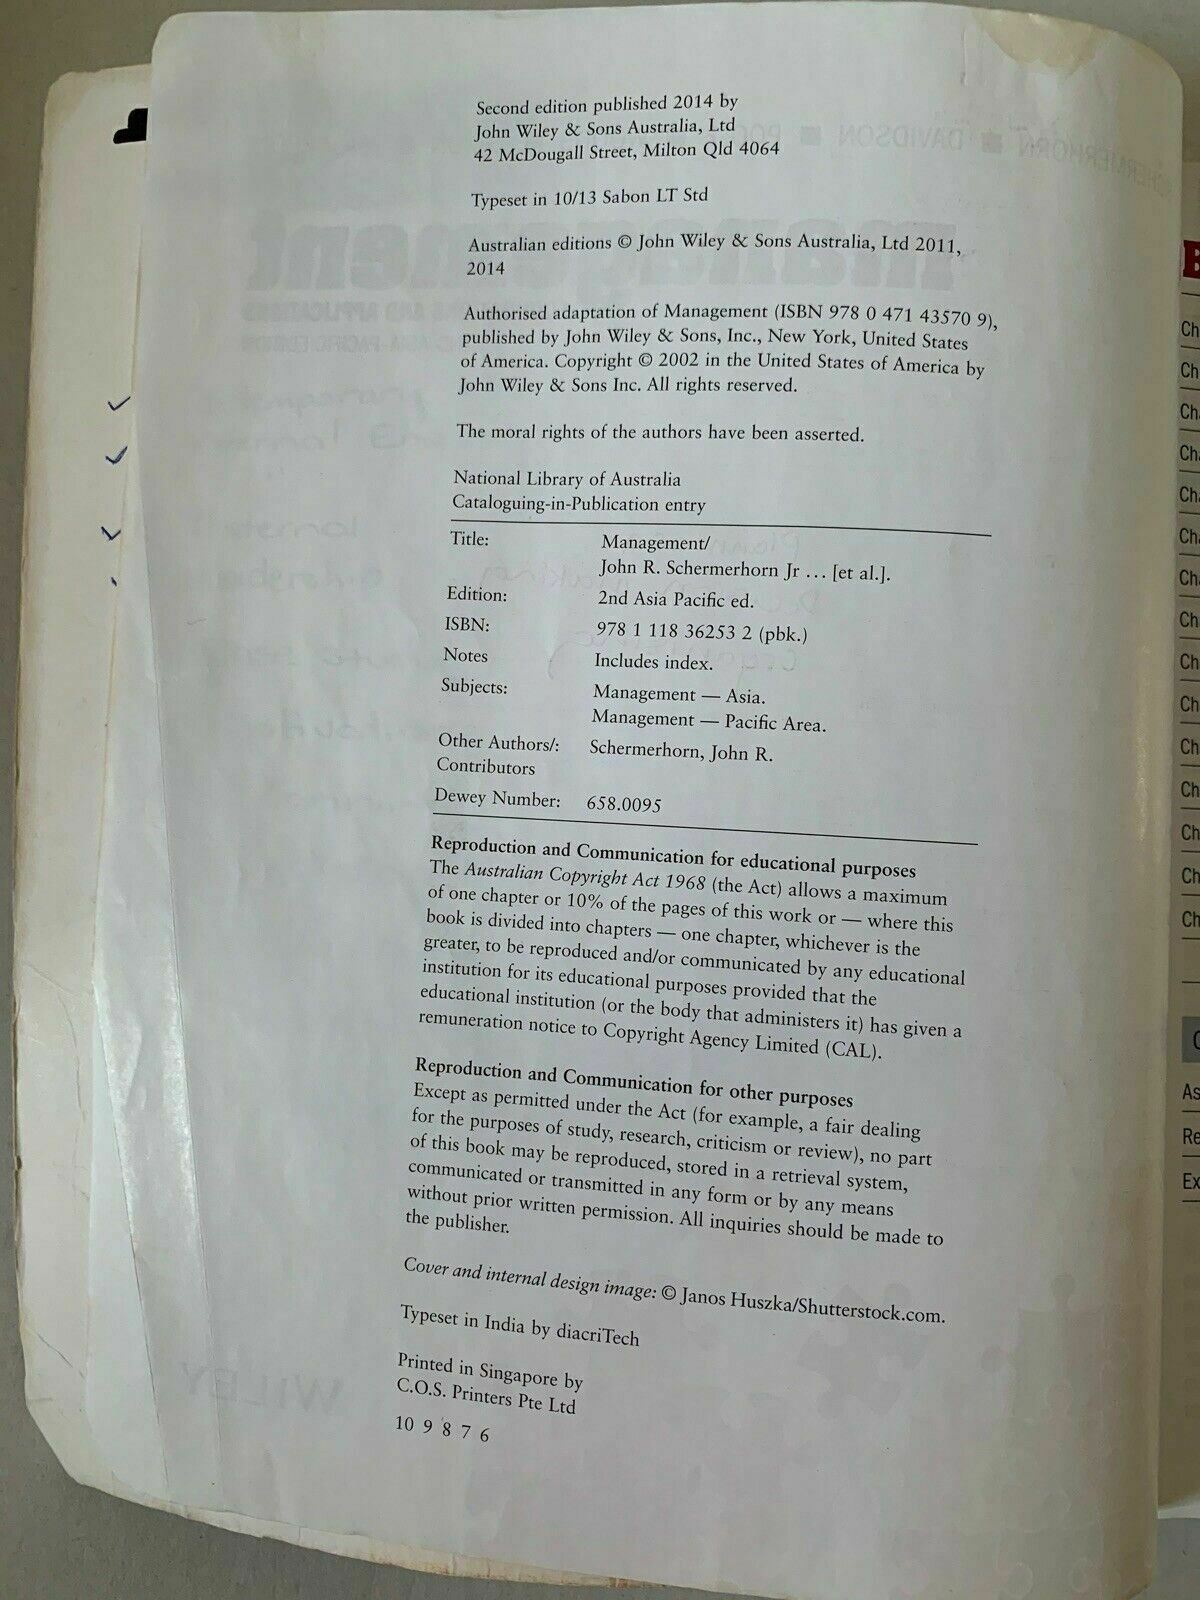 Second edition published 2014 by
John Wiley & Sons Australia, Ltd
42 McDougall Street, Milton Qld 4064
Typeset in 10/13 Sabon LT Std
Australian editions © John Wiley & Sons Australia, Ltd 2011,
2014
Authorised adaptation of Management (ISBN 978 0 471 43570 9),
published by John Wiley & Sons, Inc., New York, United States
of America. Copyright © 2002 in the United States of America by
John Wiley & Sons Inc. All rights reserved.
The moral rights of the authors have been asserted.
National Library of Australia
Cataloguing-in-Publication entry
Title: Management/
John R. Schermerhorn Jr ... [et al.].
Edition: 2nd Asia Pacific ed.
ISBN: 978 1 118 36253 2 (pbk.)
Notes Includes index.
Subjects: Management — Asia.
Management — Pacific Area.
Other Authors/: Schermerhorn, John R.
Contributors
Dewey Number: 658.0095
Reproduction and Communication for educational purposes
The Australian Copyright Act 1968 (the Act) allows a maximum
of one chapter or 10% of the pages of this work or — where this
book is divided into chapters — one chapter, whichever is the
greater, to be reproduced and/or communicated by any educational
institution for its educational purposes provided that the
educational institution (or the body that administers it) has given a
remuneration notice to Copyright Agency Limited (CAL).
Reproduction and Communication for other purposes
Except as permitted under the Act (for example, a fair dealing
for the purposes of study, research, criticism or review), no part
of this book may be reproduced, stored in a retrieval system,
communicated or transmitted in any form or by any means
without prior written permission. All inquiries should be made to
the publisher.
Cover and internal design image: © Janos Huszka/Shutterstock.com.
Typeset in India by diacriTech
Printed in Singapore by
C.O.S. Printers Pte Ltd
10 9 8 7 6